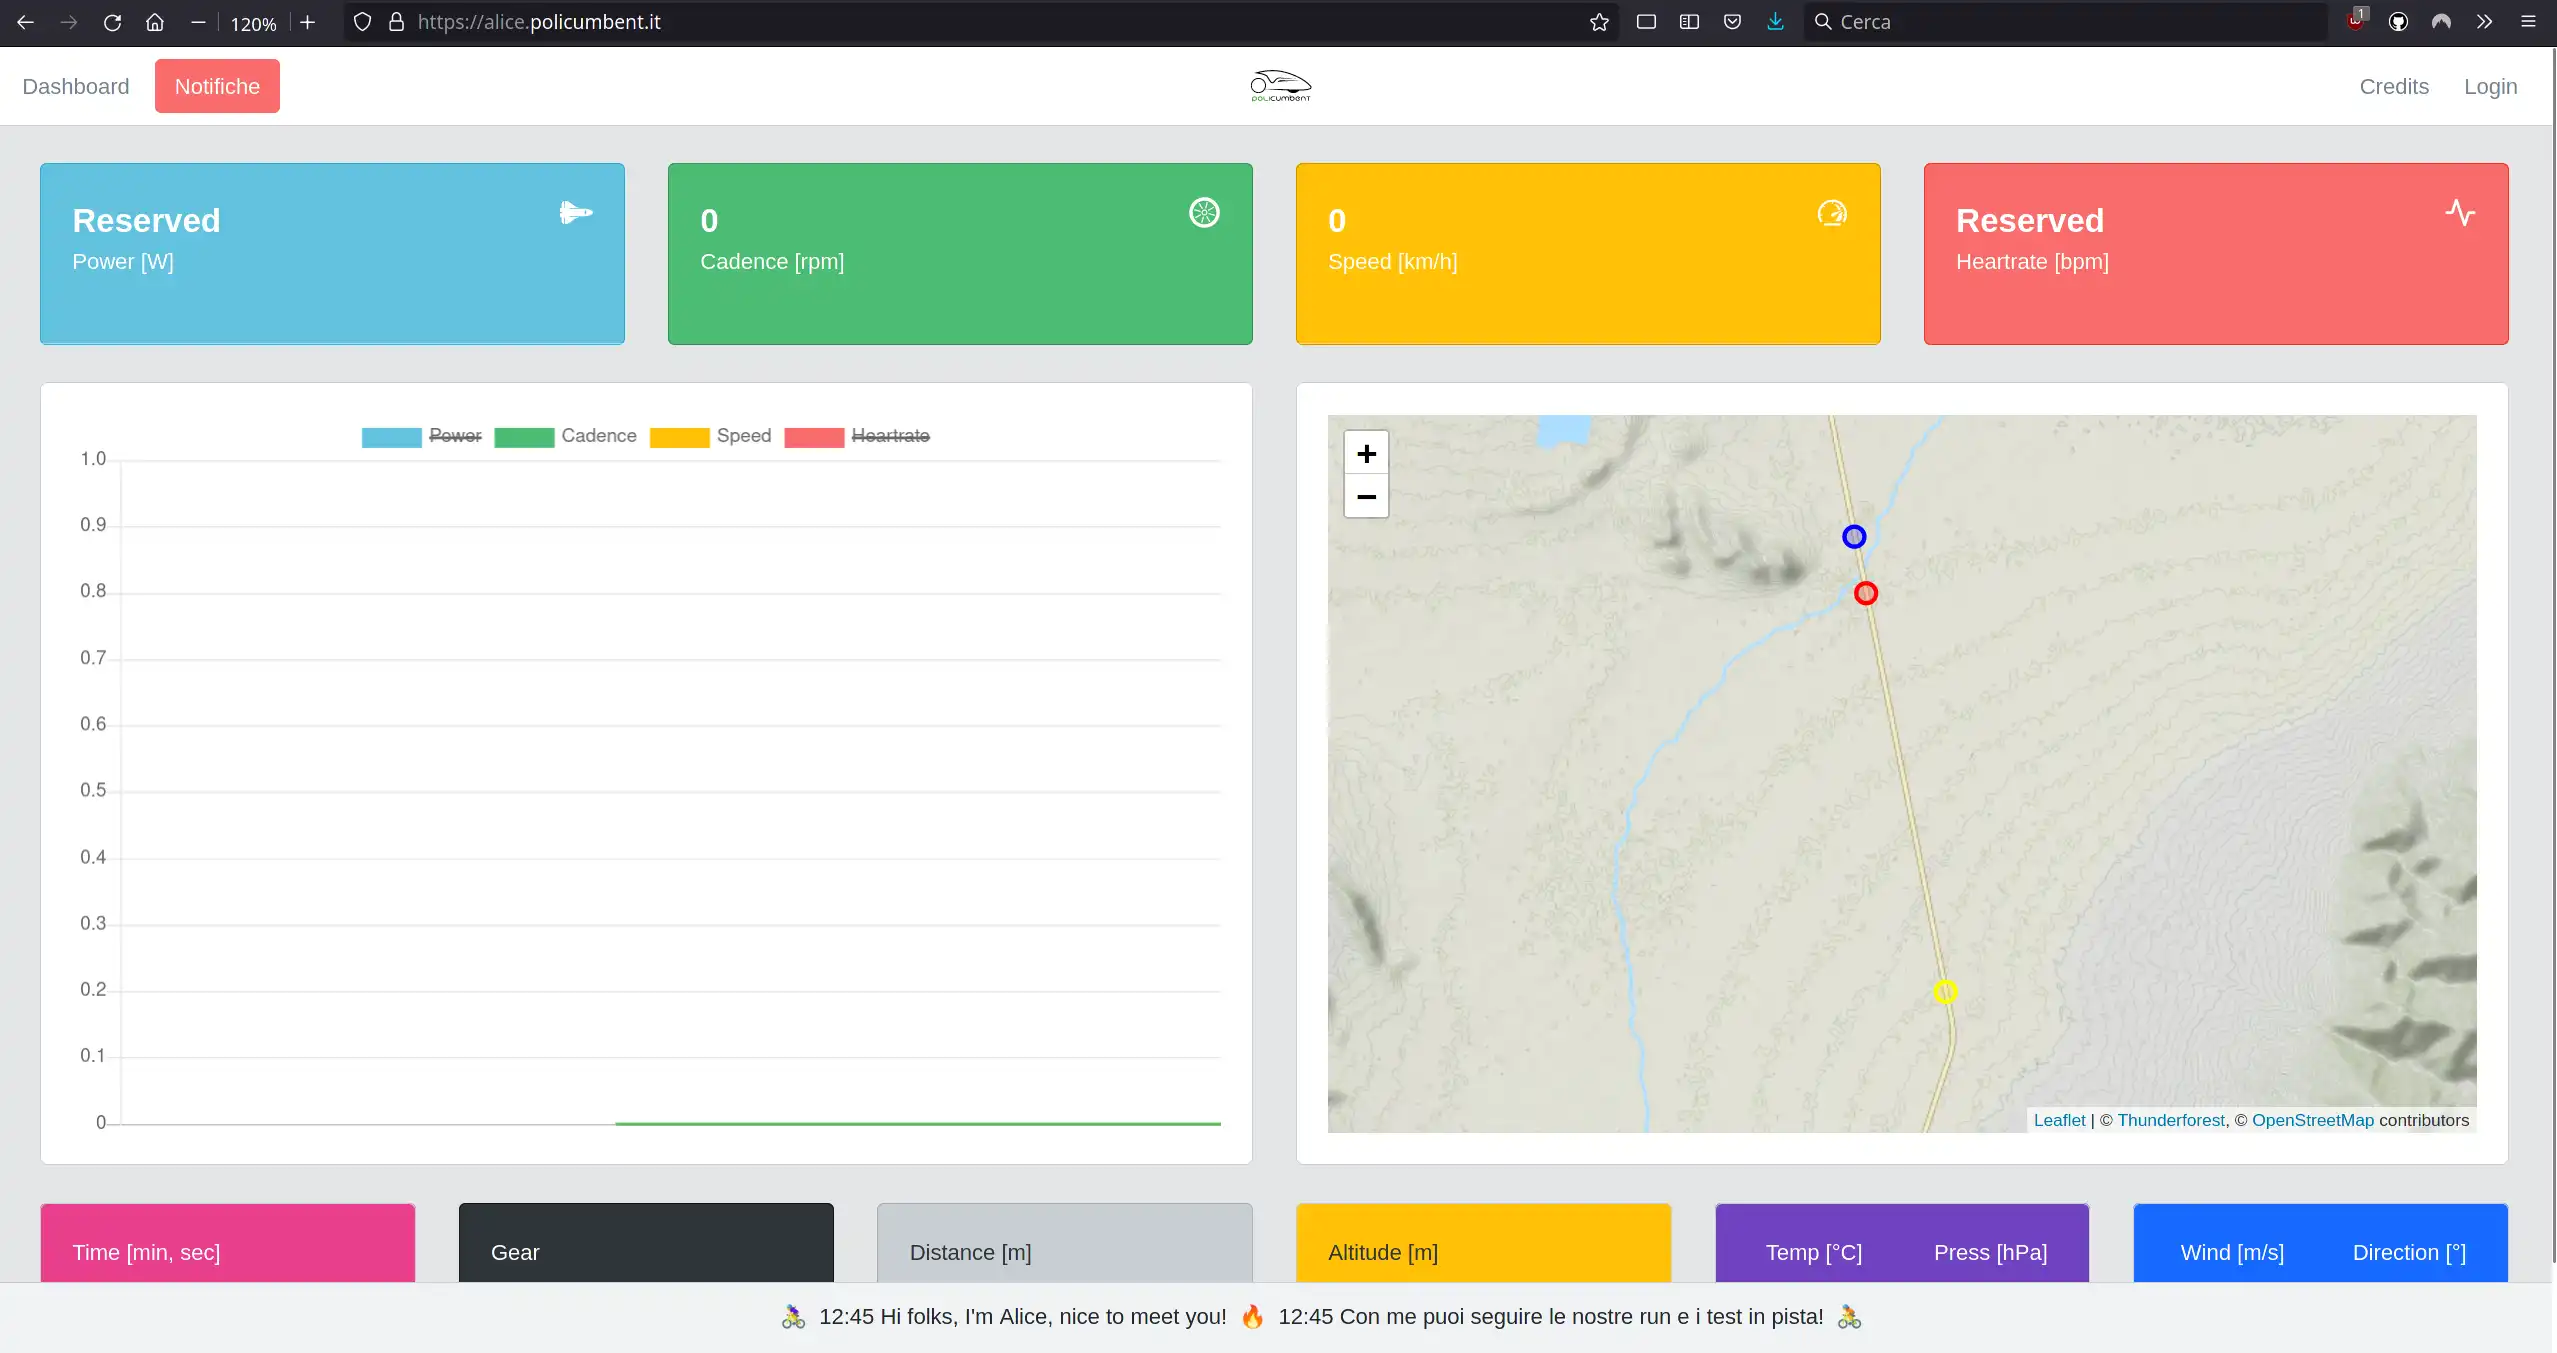 120%
https://alice.policumbent.it
Cerca
1
Dashboard
Notifiche
POLICUMBENT
Credits
Login
Reserved
Power [W]
0
Cadence [rpm]
0
Speed [km/h]
Reserved
Heartrate [bpm]
Power
Cadence
Speed
Heartrate
1.0
0.9
0.8
0.7
0.6
0.5
0.4
0.3
0.2
0.1
0
+
−
Leaflet | © Thunderforest, © OpenStreetMap contributors
Time [min, sec]
Gear
Distance [m]
Altitude [m]
Temp [°C]
Press [hPa]
Wind [m/s]
Direction [°]
🚴‍♀️ 12:45 Hi folks, I'm Alice, nice to meet you! 🔥 12:45 Con me puoi seguire le nostre run e i test in pista! 🚴